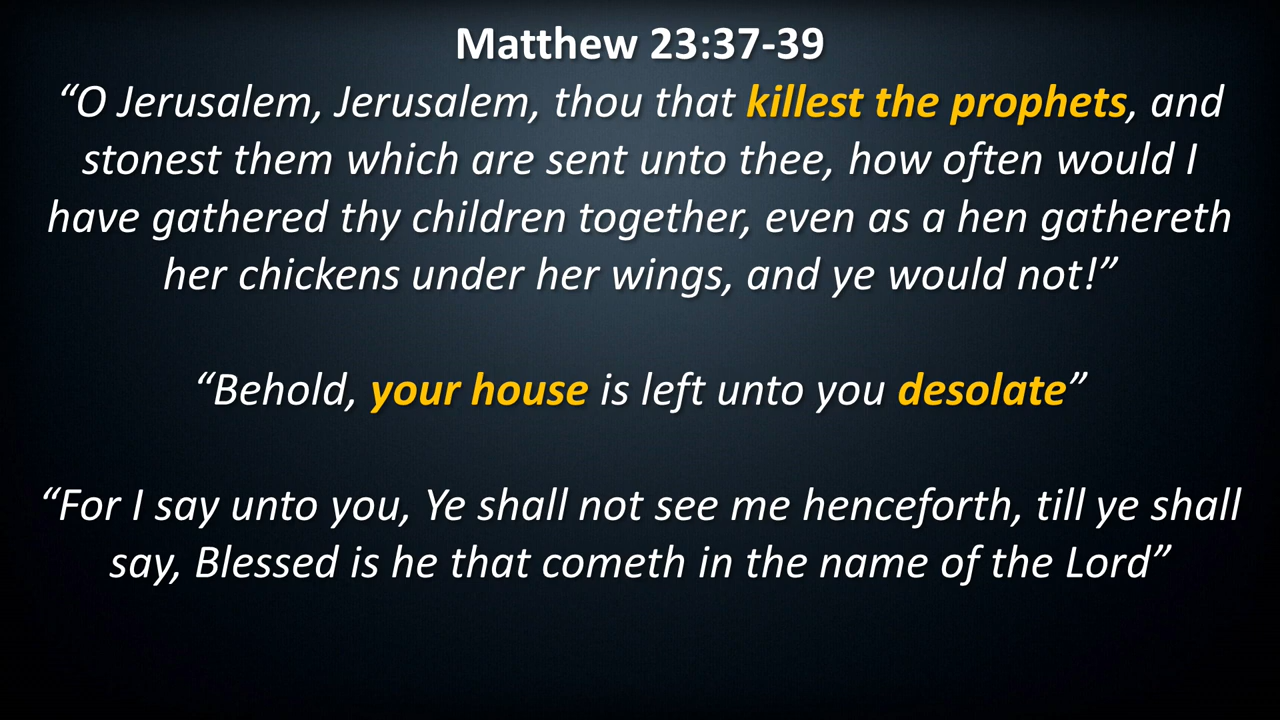 Matthew 23:37-39
“O Jerusalem, Jerusalem, thou that killest the prophets, and
stonest them which are sent unto thee, how often would I
have gathered thy children together, even as a hen gathereth
her chickens under her wings, and ye would not!”
“Behold, your house is left unto you desolate”
“For I say unto you, Ye shall not see me henceforth, till ye shall
say, Blessed is he that cometh in the name of the Lord”